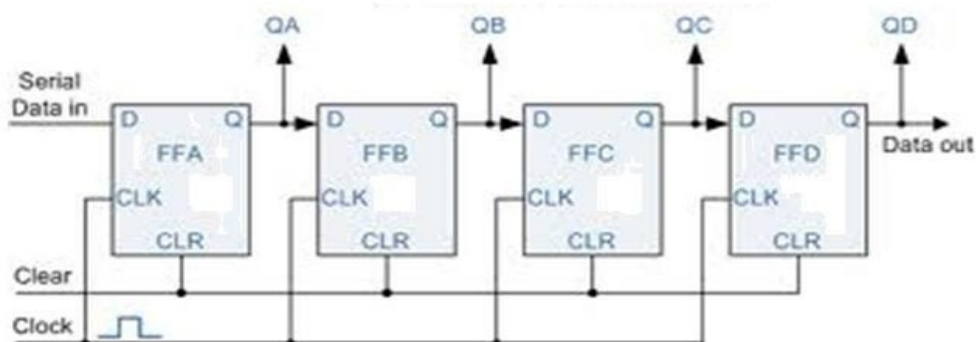 QA QB QC QD
Serial
Data in
D Q D Q D Q D Q
Data out
FFA FFB FFC FFD
CLK CLK CLK CLK
CLR CLR CLR CLR
Clear
Clock